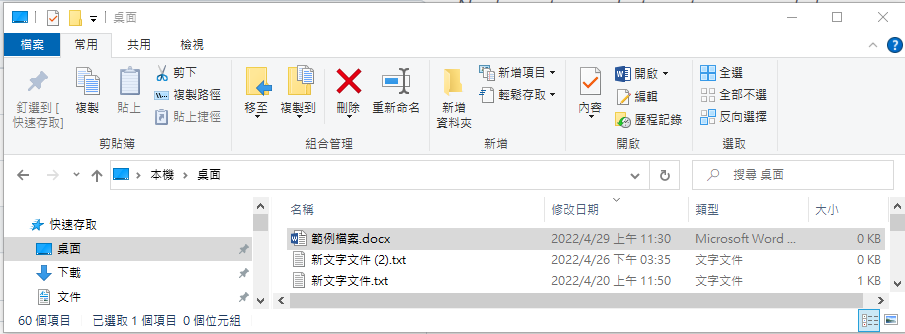 桌面
檔案 常用 共用 檢視
釘選到 [
快速存取]
複製
貼上
剪下
複製路徑
貼上捷徑
剪貼簿
移至
複製到
刪除
重新命名
組合管理
新增
資料夾
新增項目
輕鬆存取
新增
內容
開啟
編輯
歷程記錄
開啟
全選
全部不選
反向選擇
選取
本機 桌面
搜尋 桌面
快速存取
桌面
下載
文件
名稱 修改日期 類型 大小
範例檔案.docx 2022/4/29 上午 11:30 Microsoft Word ... 0 KB
新文字文件 (2).txt 2022/4/26 下午 03:35 文字文件 0 KB
新文字文件.txt 2022/4/20 上午 11:50 文字文件 1 KB
60 個項目 已選取 1 個項目 0 個位元組